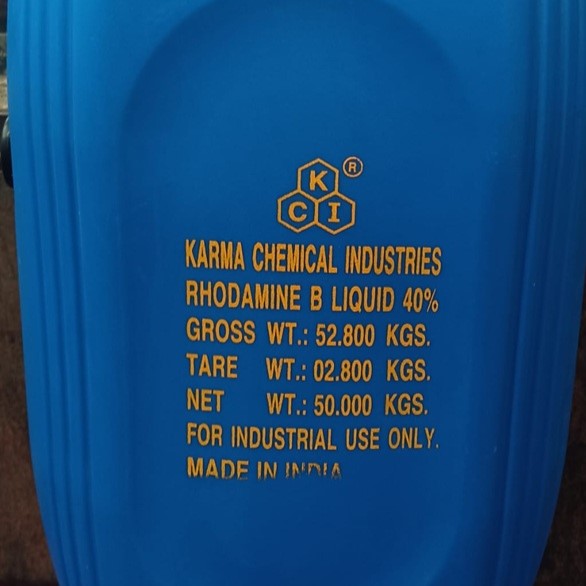 K ®
C I
KARMA CHEMICAL INDUSTRIES
RHODAMINE B LIQUID 40%
GROSS WT.: 52.800 KGS.
TARE WT.: 02.800 KGS.
NET WT.: 50.000 KGS.
FOR INDUSTRIAL USE ONLY.
MADE IN INDIA